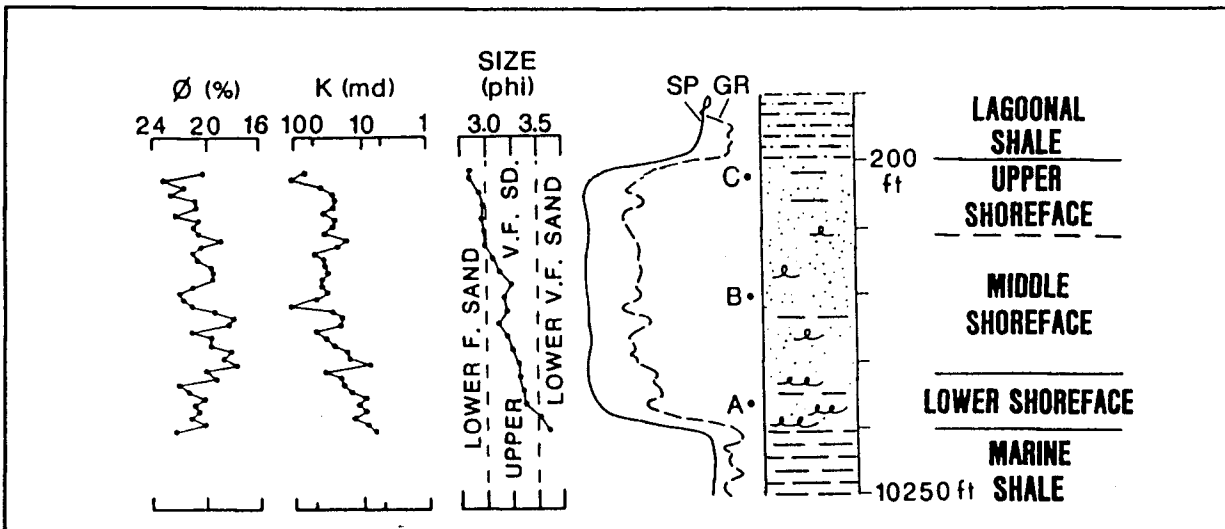 Ø (%)
24 20 16
K (md)
100 10 1
SIZE
(phi)
3.0 3.5
LOWER F. SAND
UPPER V.F. SD.
LOWER V.F. SAND
SP GR
C
B
A
200
ft
10250 ft
LAGOONAL
SHALE
UPPER
SHOREFACE
MIDDLE
SHOREFACE
LOWER SHOREFACE
MARINE
SHALE